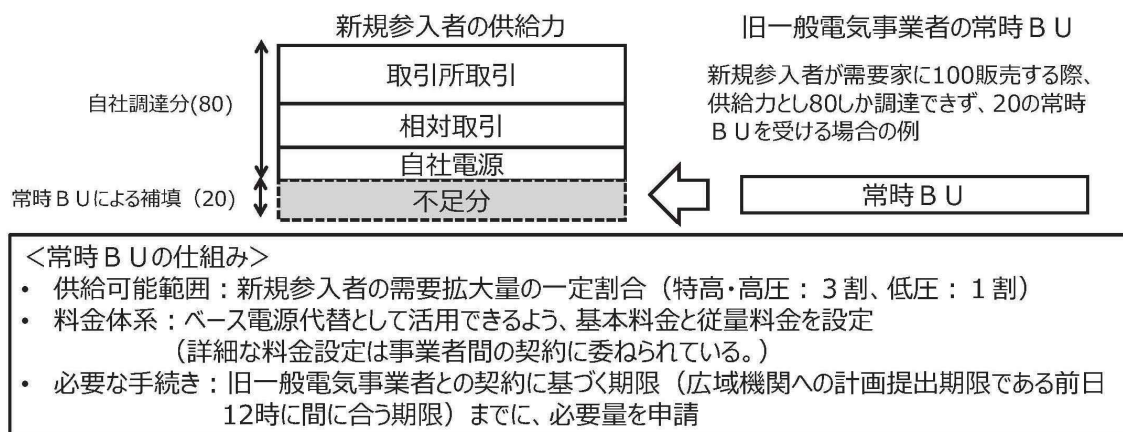 新規参入者の供給力
旧一般電気事業者の常時ＢＵ
取引所取引
自社調達分(80)
相対取引
自社電源
常時ＢＵによる補填（20）
不足分
新規参入者が需要家に100販売する際、
供給力とし80しか調達できず、20の常時
ＢＵを受ける場合の例
常時ＢＵ
＜常時ＢＵの仕組み＞
• 供給可能範囲：新規参入者の需要拡大量の一定割合（特高・高圧：３割、低圧：１割）
• 料金体系：ベース電源代替として活用できるよう、基本料金と従量料金を設定
（詳細な料金設定は事業者間の契約に委ねられている。）
• 必要な手続き：旧一般電気事業者との契約に基づく期限（広域機関への計画提出期限である前日
12時に間に合う期限）までに、必要量を申請